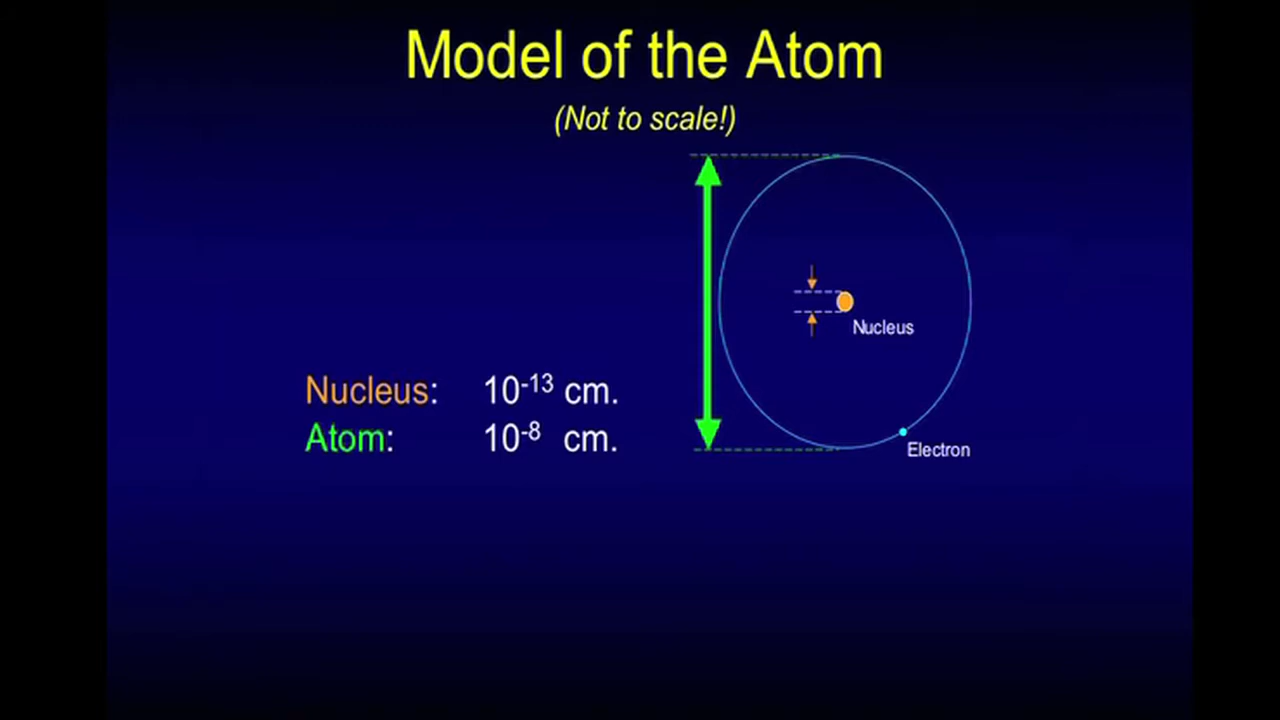 Model of the Atom
(Not to scale!)
Nucleus
Nucleus: 10⁻¹³ cm.
Atom: 10⁻⁸ cm.
Electron